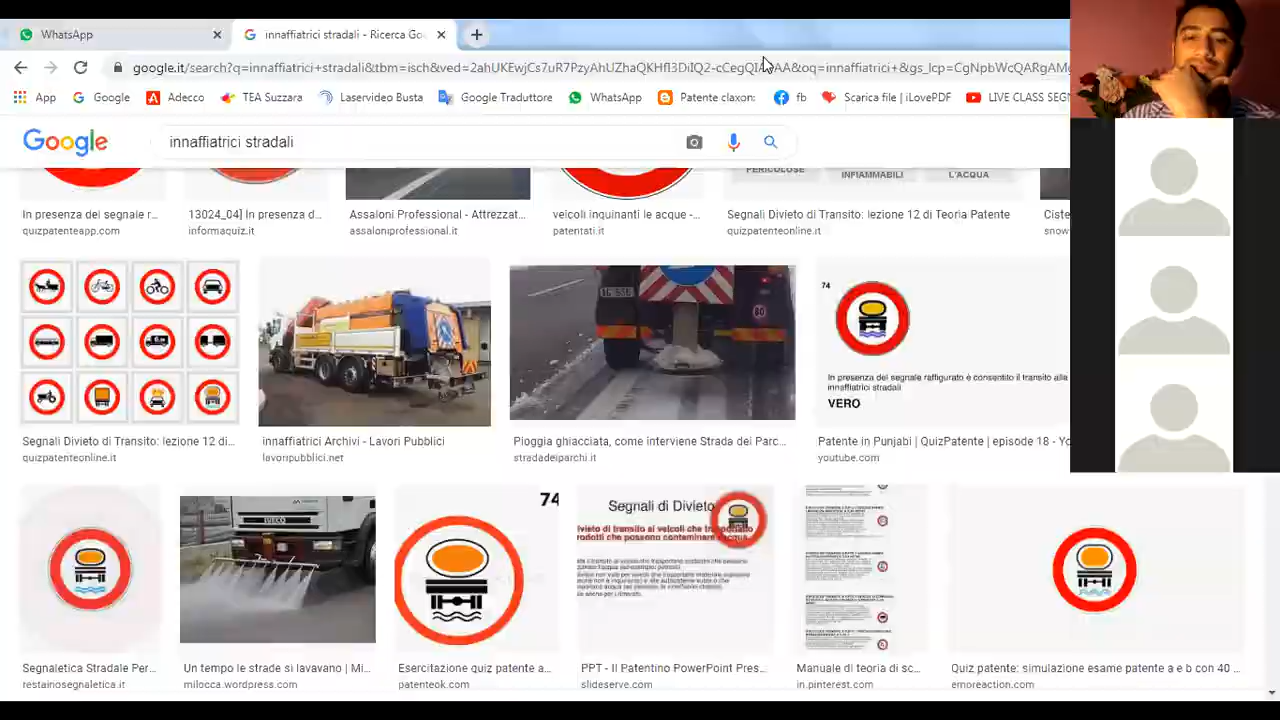 WhatsApp
innaffiatrici stradali - Ricerca Go
google.it/search?q=innaffiatrici+stradali&tbm=isch&ved=
App
Google
Adecco
TEA Suzzara
Laservideo Busta
Google Traduttore
WhatsApp
Patente claxon:
fb
Scarica file | iLovePDF
LIVE CLASS SEGN
Google
innaffiatrici stradali
PERICOLOSE
INFIAMMABILI
L'ACQUA
In presenza del segnale r...
13024_04] In presenza d...
Assaloni Professional - Attrezzat...
veicoli inquinanti le acque -...
Segnali Divieto di Transito: lezione 12 di Teoria Patente
Ciste
quizpatenteapp.com
informaquiz.it
assaloniprofessional.it
patentati.it
quizpatenteonline.it
snow
74
In presenza del segnale raffigurato è consentito il transito alla
innaffiatrici stradali
VERO
Segnali Divieto di Transito: lezione 12 di...
innaffiatrici Archivi - Lavori Pubblici
Pioggia ghiacciata, come interviene Strada dei Parc...
Patente in Punjabi | QuizPatente | episode 18 - Yo
quizpatenteonline.it
lavoripubblici.net
stradadeiparchi.it
youtube.com
IVECO
74
Segnali di Divieto
Segnaletica Stradale Per...
Un tempo le strade si lavavano | Mi...
Esercitazione quiz patente a...
PPT - Il Patentino PowerPoint Pres...
Manuale di teoria di sc...
Quiz patente: simulazione esame patente a e b con 40 ...
restainosegnaletica.it
milocca.wordpress.com
patenteok.com
slideserve.com
in.pinterest.com
emoreaction.com